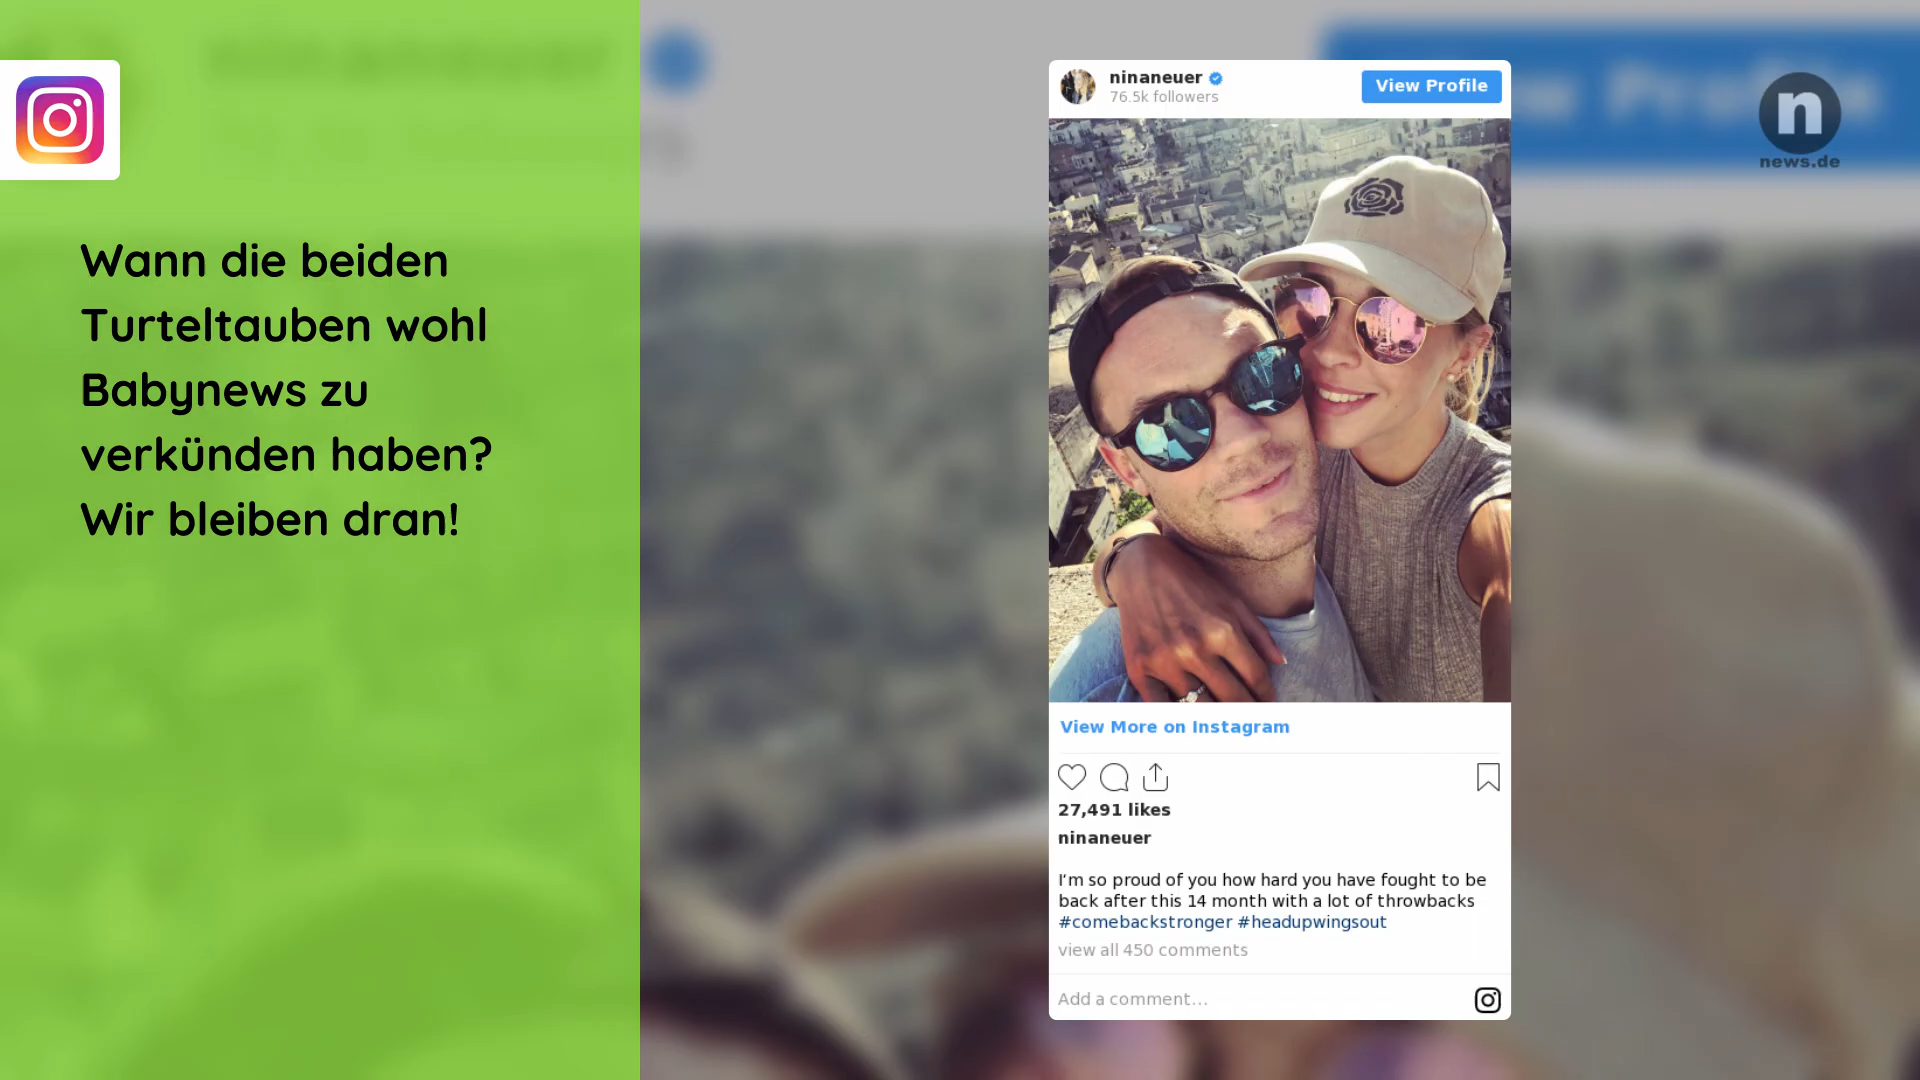 Wann die beiden
Turteltauben wohl
Babynews zu
verkünden haben?
Wir bleiben dran!
ninaneuer
76.5k followers
View Profile
n
news.de
View More on Instagram
27,491 likes
ninaneuer
I'm so proud of you how hard you have fought to be
back after this 14 month with a lot of throwbacks
#comebackstronger #headupwingsout
view all 450 comments
Add a comment...